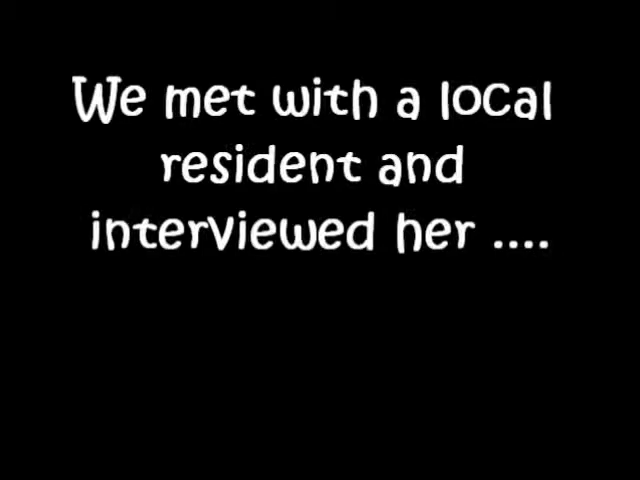 We met with a local
resident and
interviewed her ....